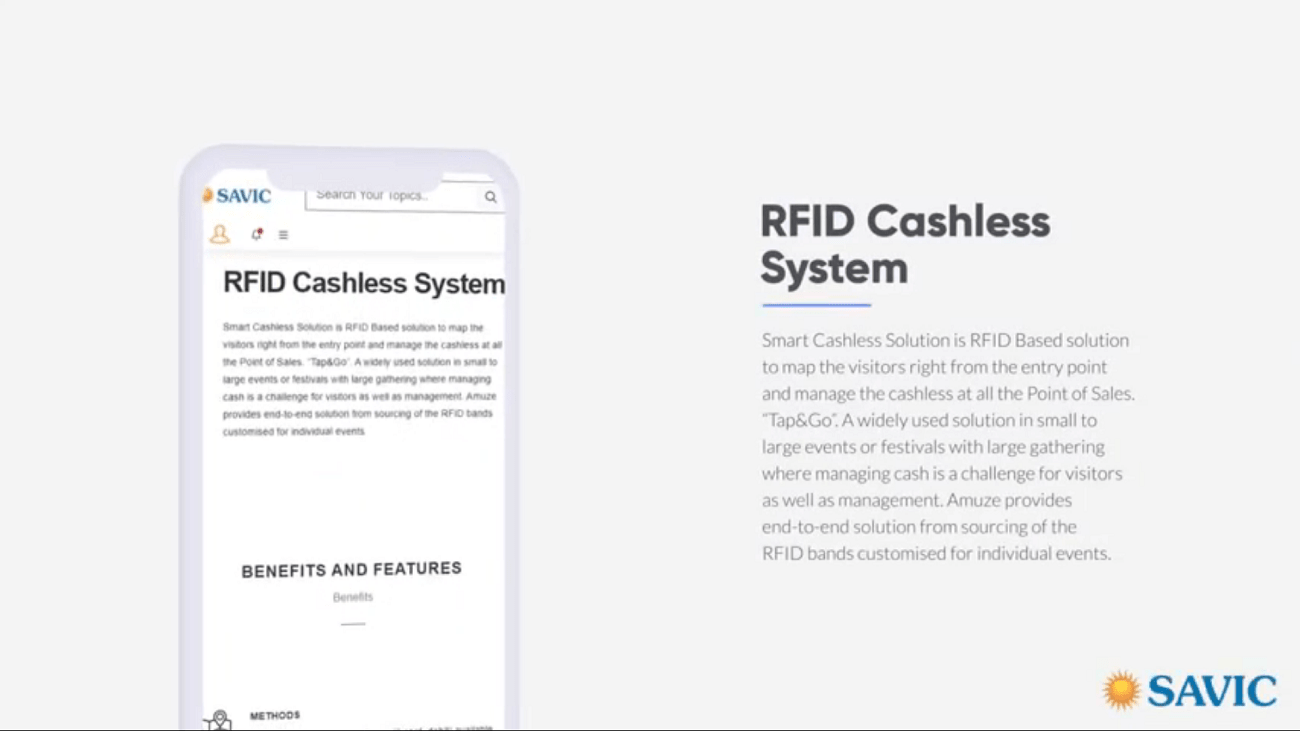 SAVIC
Search Your Topics..
RFID Cashless System
Smart Cashless Solution is RFID Based solution to map the
visitors right from the entry point and manage the cashless at all
the Point of Sales. "Tap&Go". A widely used solution in small to
large events or festivals with large gathering where managing
cash is a challenge for visitors as well as management. Amuze
provides end-to-end solution from sourcing of the RFID bands
customised for individual events
BENEFITS AND FEATURES
Benefits
METHODS
RFID Cashless
System
Smart Cashless Solution is RFID Based solution
to map the visitors right from the entry point
and manage the cashless at all the Point of Sales.
"Tap&Go". A widely used solution in small to
large events or festivals with large gathering
where managing cash is a challenge for visitors
as well as management. Amuze provides
end-to-end solution from sourcing of the
RFID bands customised for individual events.
SAVIC